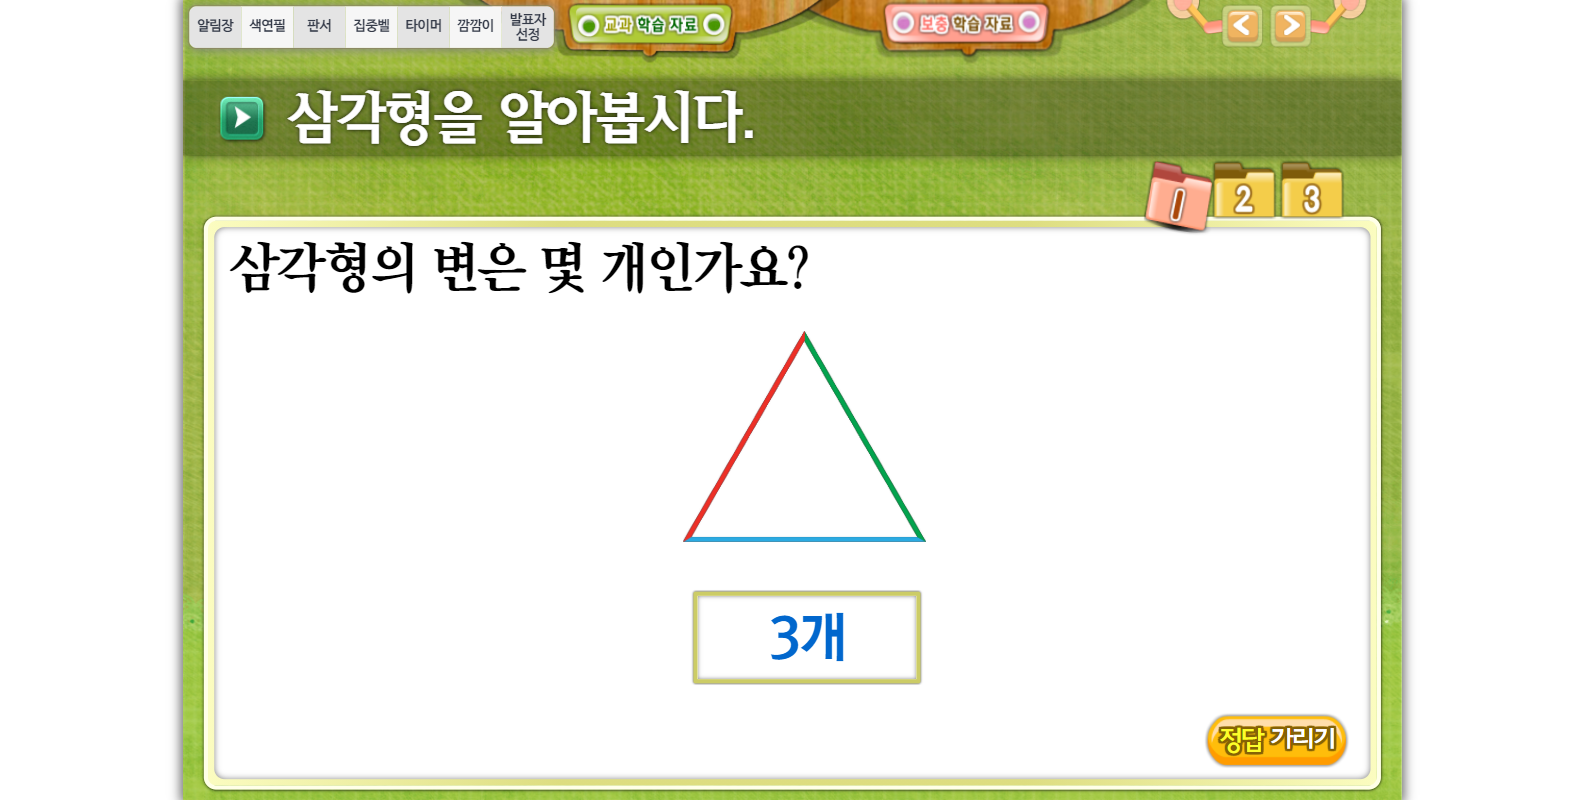 알림장 색연필 판서 집중벨 타이머 깜깜이 발표자
선정
교과 학습 자료
보충 학습 자료
삼각형을 알아봅시다.
1 2 3
삼각형의 변은 몇 개인가요?
3개
정답 가리기